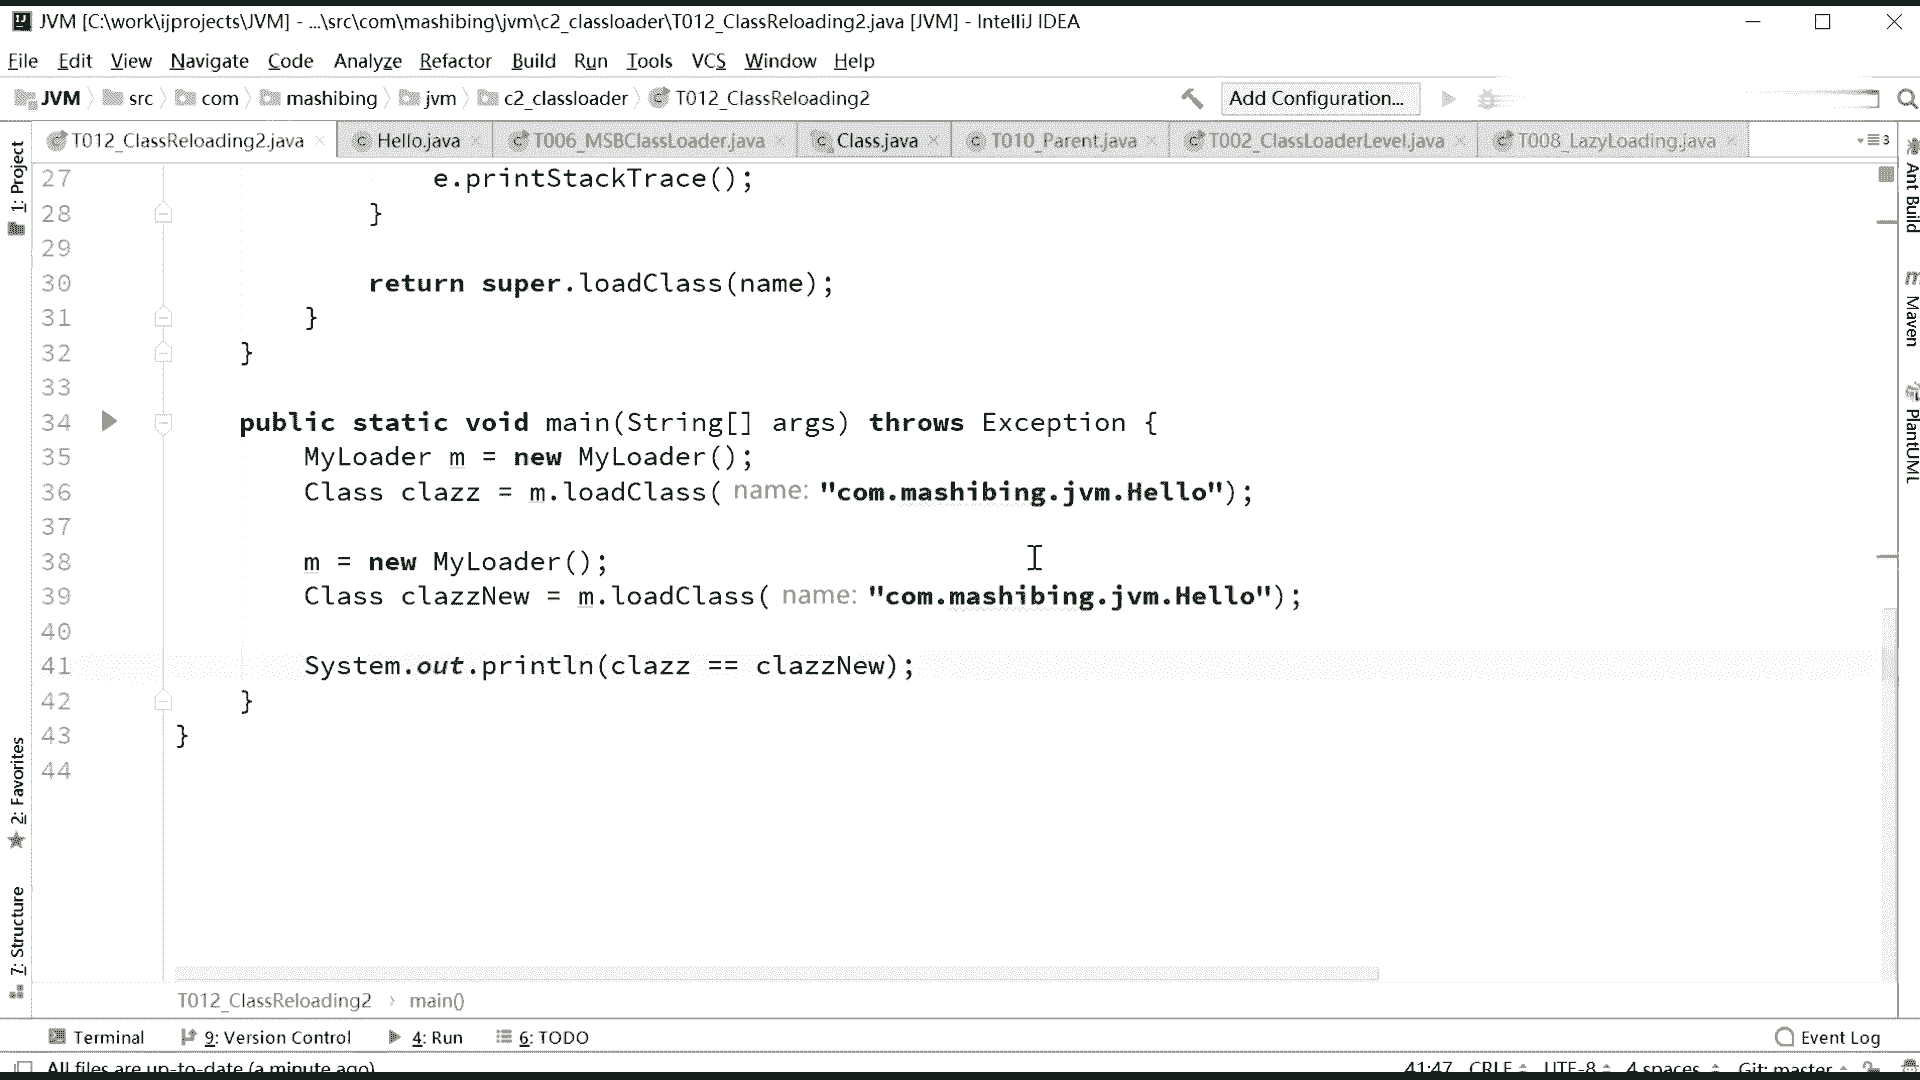 JVM [C:\work\ijprojects\JVM] - ...\src\com\mashibing\jvm\c2_classloader\T012_ClassReloading2.java [JVM] - IntelliJ IDEA
File Edit View Navigate Code Analyze Refactor Build Run Tools VCS Window Help
JVM src com mashibing jvm c2_classloader T012_ClassReloading2 Add Configuration...
T012_ClassReloading2.java Hello.java T006_MSBClassLoader.java Class.java T010_Parent.java T002_ClassLoaderLevel.java T008_LazyLoading.java 3
1: Project
2: Favorites
7: Structure
27 e.printStackTrace();
28 }
29
30 return super.loadClass(name);
31 }
32 }
33
34 public static void main(String[] args) throws Exception {
35 MyLoader m = new MyLoader();
36 Class clazz = m.loadClass( name: "com.mashibing.jvm.Hello");
37
38 m = new MyLoader();
39 Class clazzNew = m.loadClass( name: "com.mashibing.jvm.Hello");
40
41 System.out.println(clazz == clazzNew);
42 }
43 }
44
Ant Build
Maven
PlantUML
T012_ClassReloading2 main()
Terminal 9: Version Control 4: Run 6: TODO Event Log
All files are up-to-date (a minute ago) 41:47 CRLF UTF-8 4 spaces Git: master